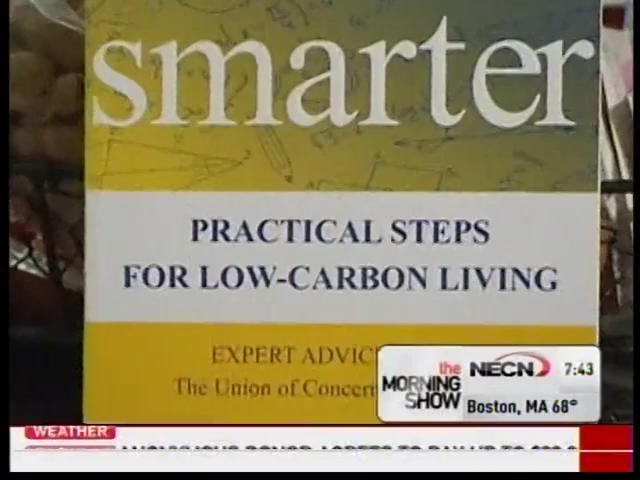 smarter
PRACTICAL STEPS
FOR LOW-CARBON LIVING
EXPERT ADVIC
The Union of Concern
the
MORNING
SHOW
NECN
7:43
Boston, MA 68°
WEATHER